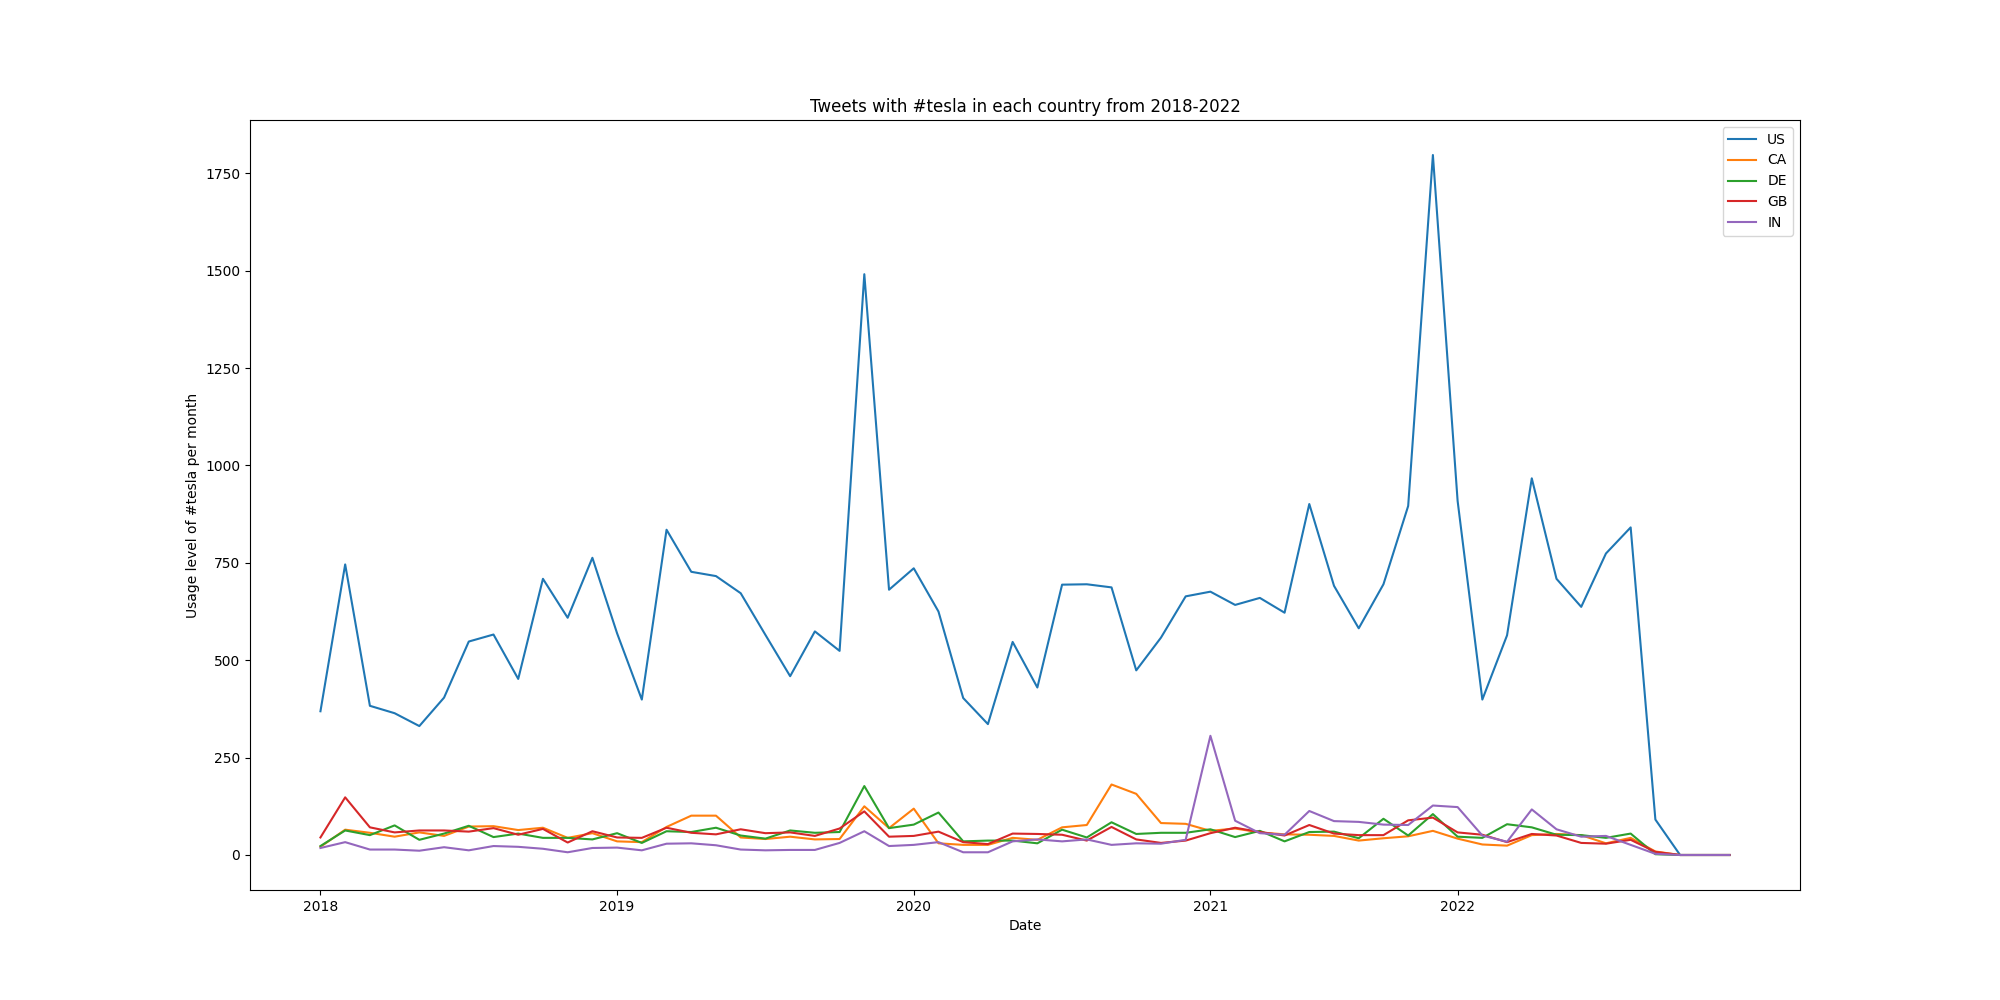 Tweets with #tesla in each country from 2018-2022
US
CA
DE
GB
IN
1750
1500
1250
1000
750
500
250
0
Usage level of #tesla per month
2018 2019 2020 2021 2022
Date